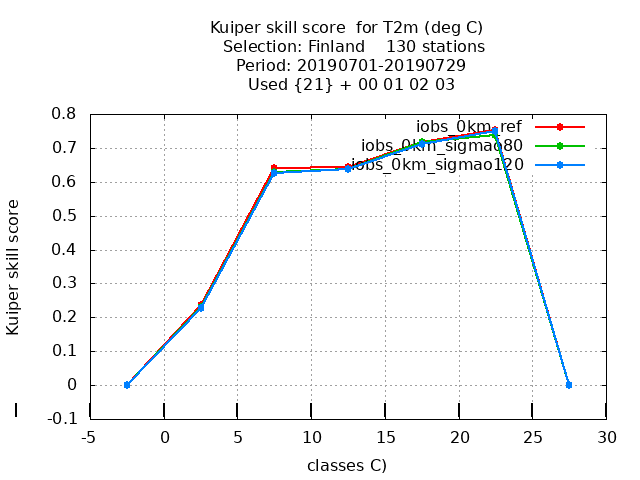 Kuiper skill score  for T2m (deg C)
Selection: Finland    130 stations
Period: 20190701-20190729
Used {21} + 00 01 02 03
iobs_0km_ref
iobs_0km_sigmao80
iobs_0km_sigmao120
Kuiper skill score
0.8
0.7
0.6
0.5
0.4
0.3
0.2
0.1
0
-0.1
-5 0 5 10 15 20 25 30
classes C)